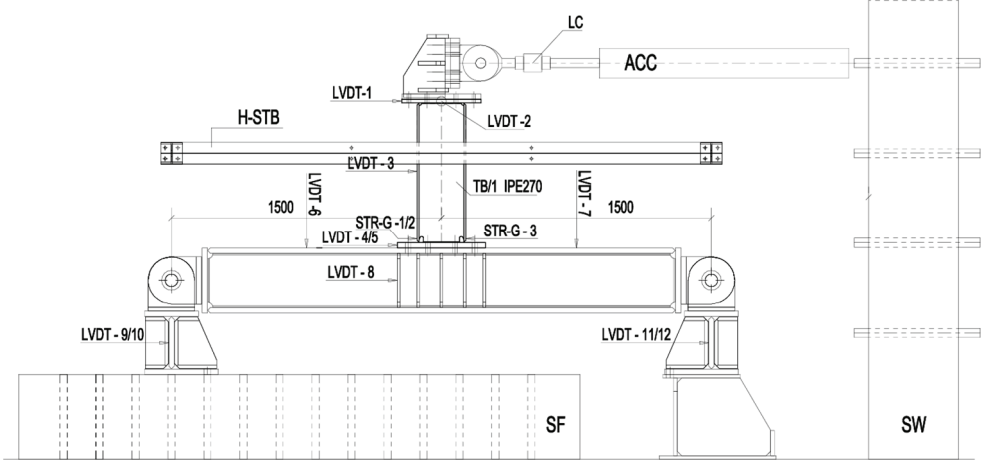 LC
ACC
LVDT-1
H-STB
LVDT -2
LVDT - 3
TB/1 IPE270
LVDT -6
LVDT - 7
1500
1500
STR-G -1/2
STR-G - 3
LVDT - 4/5
LVDT - 8
LVDT - 9/10
LVDT - 11/12
SF
SW